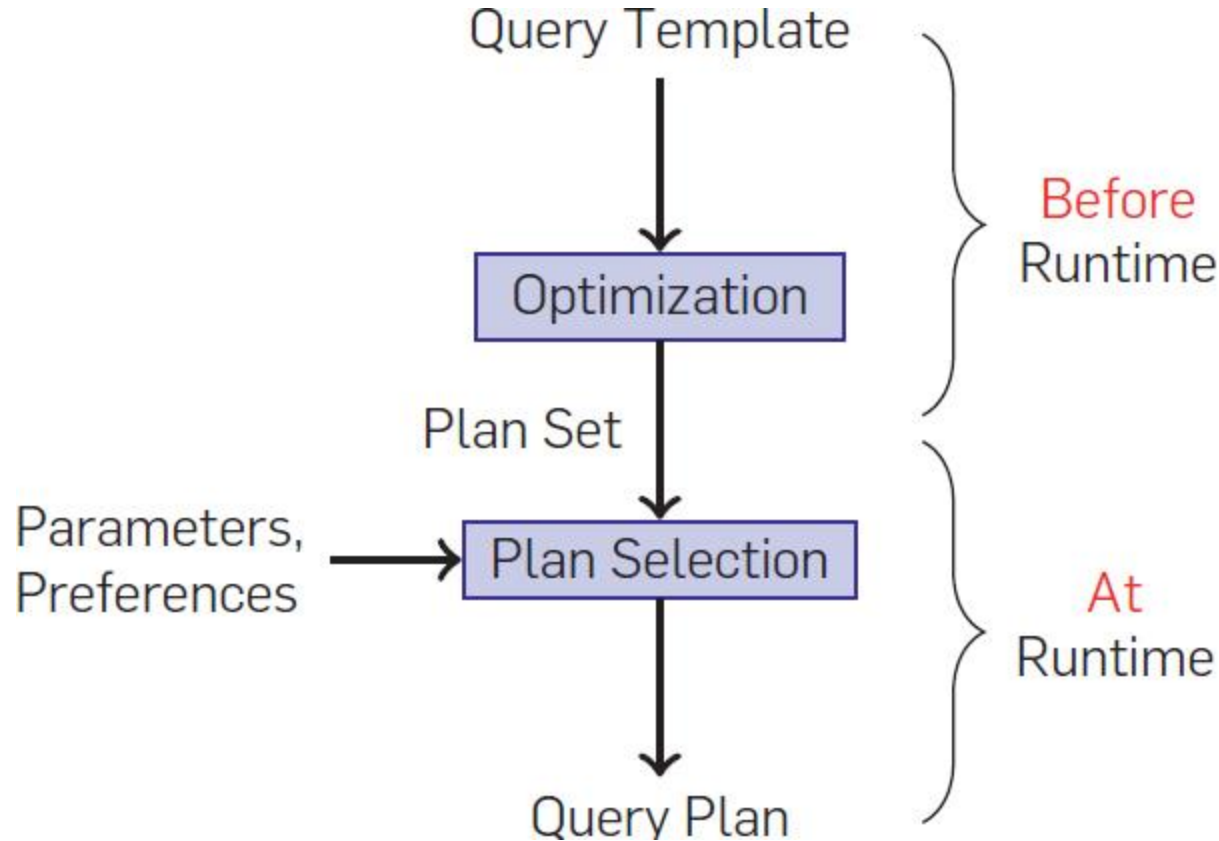 Query Template
Before
Runtime
Optimization
Plan Set
Parameters,
Preferences
Plan Selection
At
Runtime
Query Plan